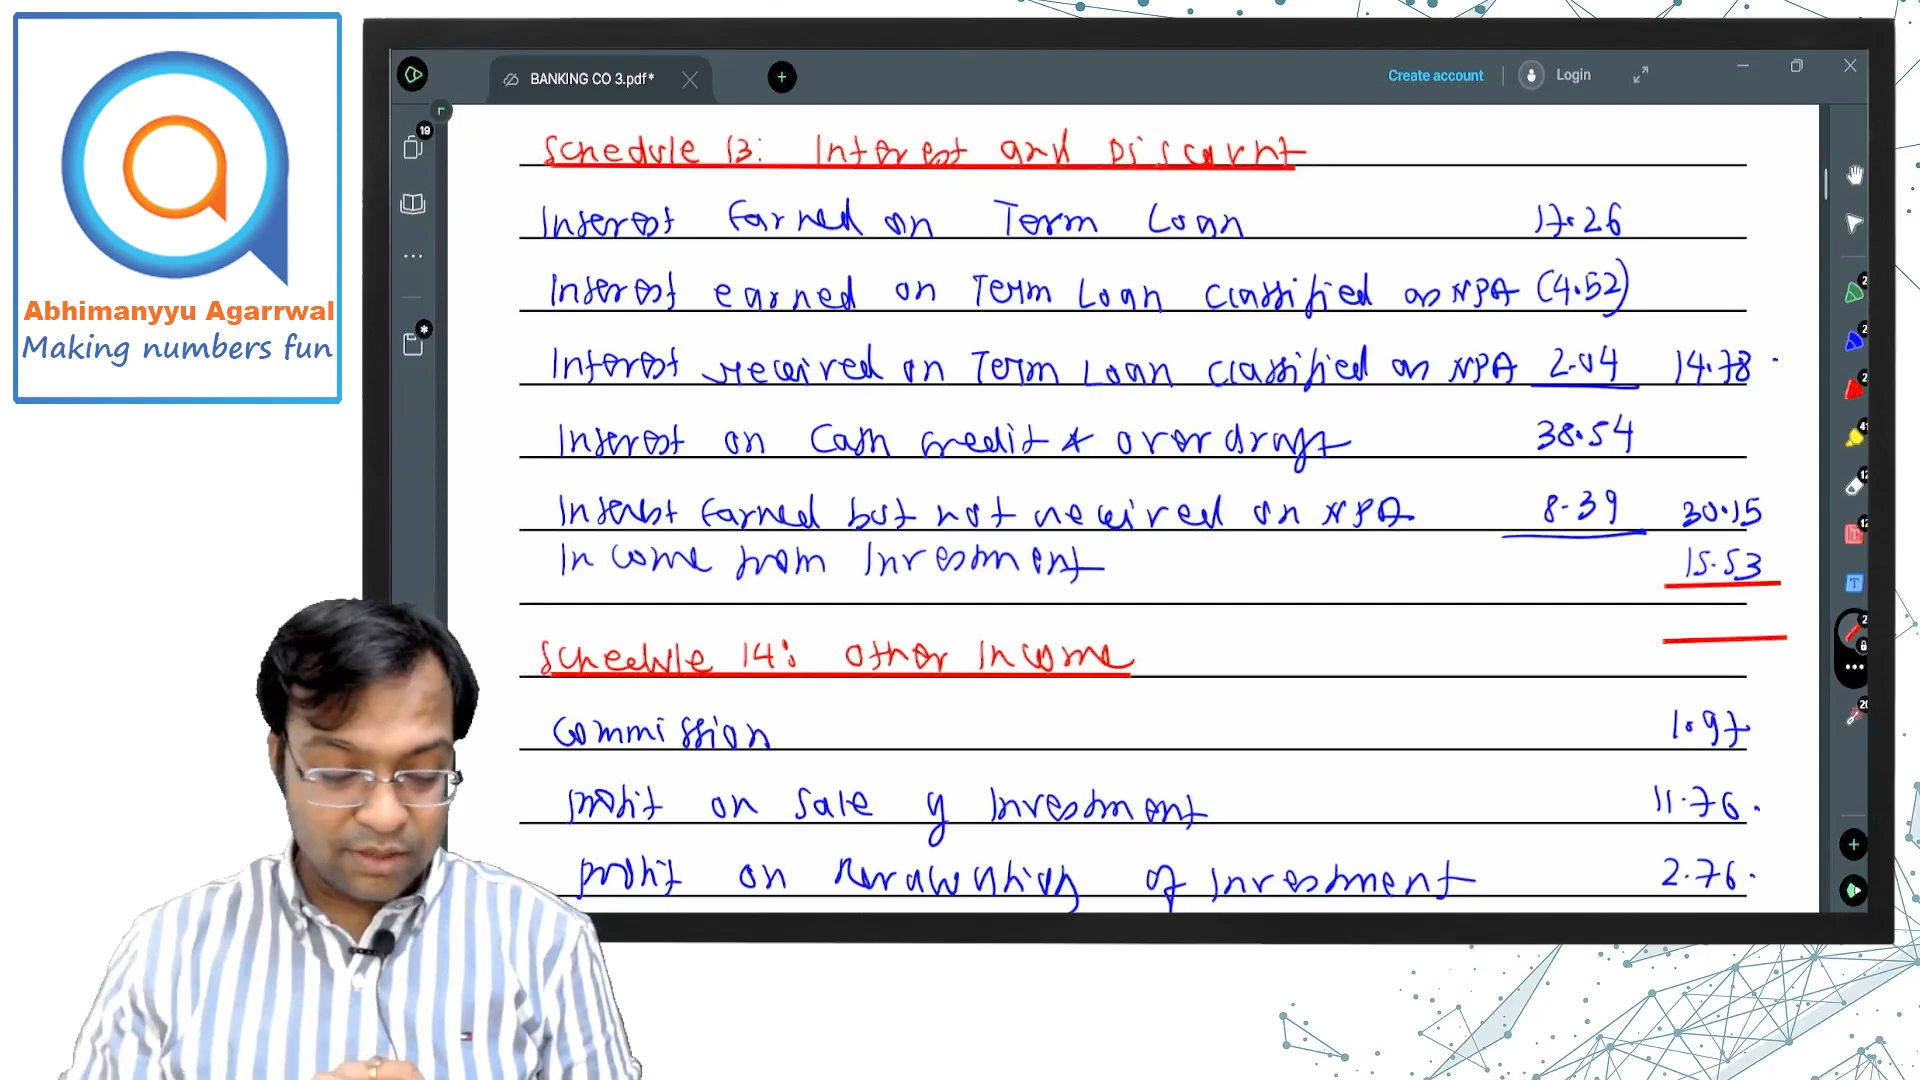 Abhimanyyu Agarrwal
Making numbers fun
BANKING CO 3.pdf*
Create account
Login
19
Schedule 13: Interest and Discount
Interest Earned on Term Loan 17.26
Interest earned on Term Loan classified as NPA (4.52)
Interest received on Term Loan classified as NPA 2.04 14.78
Interest on Cash credit & overdraft 38.54
Interest Earned but not received on NPA 8.39 30.15
Income from Investment 15.53
Schedule 14: Other Income
Commission 1.97
Profit on Sale of Investment 11.76
Profit on Revaluation of Investment 2.76